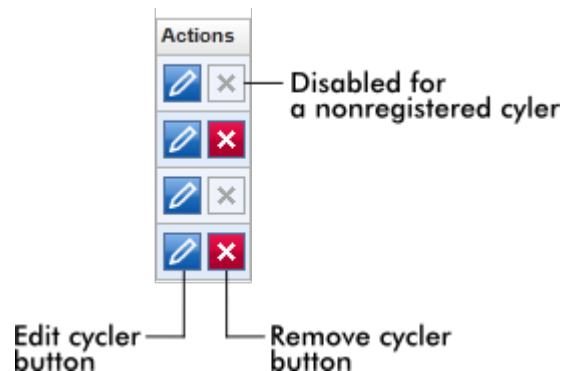 Actions
Disabled for
a nonregistered cyler
Edit cycler
button
Remove cycler
button